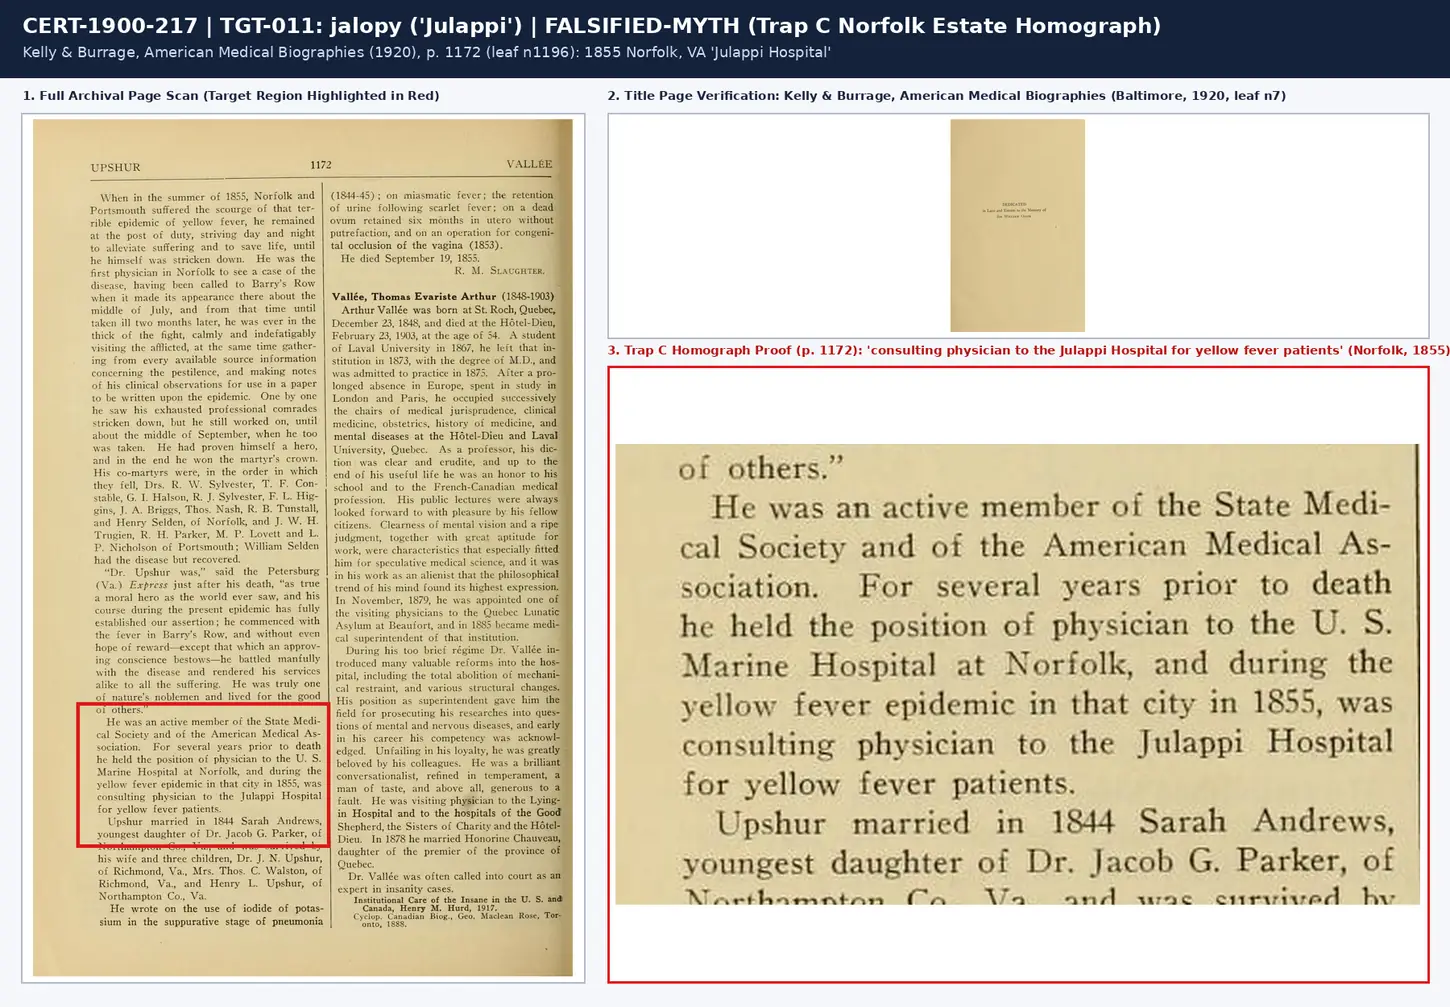 CERT-1900-217 | TGT-011: jalopy ('Julappi') | FALSIFIED-MYTH (Trap C Norfolk Estate Homograph)
Kelly & Burrage, American Medical Biographies (1920), p. 1172 (leaf n1196): 1855 Norfolk, VA 'Julappi Hospital'
1. Full Archival Page Scan (Target Region Highlighted in Red)
UPSHUR 1172 VALLÉE
When in the summer of 1855, Norfolk and
Portsmouth suffered the scourge of that ter-
rible epidemic of yellow fever, he remained
at the post of duty, striving day and night
to alleviate suffering and to save life, until
he himself was stricken down. He was the
first physician in Norfolk to see a case of the
disease, having been called to Barry's Row
when it made its appearance there about the
middle of July, and from that time until
taken ill two months later, he was ever in the
thick of the fight, calmly and indefatigably
visiting the afflicted, at the same time gather-
ing from every available source information
concerning the pestilence, and making notes
of his clinical observations for use in a paper
to be written upon the epidemic. One by one
he saw his exhausted professional comrades
stricken down, but he still worked on, until
about the middle of September, when he too
was taken. He had proven himself a hero,
and in the end he won the martyr's crown.
His co-martyrs were, in the order in which
they fell, Drs. R. W. Sylvester, T. F. Con-
stable, G. I. Halson, R. J. Sylvester, F. L. Hig-
gins, J. A. Briggs, Thos. Nash, R. B. Tunstall,
and Henry Selden, of Norfolk, and J. W. H.
Trugien, R. H. Parker, M. P. Lovett and L.
P. Nicholson of Portsmouth; William Selden
had the disease but recovered.
"Dr. Upshur was," said the Petersburg
(Va.) Express just after his death, "as true
a moral hero as the world ever saw, and his
course during the present epidemic has fully
established our assertion; he commenced with
the fever in Barry's Row, and without even
hope of reward—except that which an approv-
ing conscience bestows—he battled manfully
with the disease and rendered his services
alike to all the suffering. He was truly one
of nature's noblemen and lived for the good
of others."
He was an active member of the State Medi-
cal Society and of the American Medical As-
sociation. For several years prior to death
he held the position of physician to the U. S.
Marine Hospital at Norfolk, and during the
yellow fever epidemic in that city in 1855, was
consulting physician to the Julappi Hospital
for yellow fever patients.
Upshur married in 1844 Sarah Andrews,
youngest daughter of Dr. Jacob G. Parker, of
Northampton Co., Va., and was survived by
his wife and three children, Dr. J. N. Upshur,
of Richmond, Va., Mrs. Thos. C. Walston, of
Richmond, Va., and Henry L. Upshur, of
Northampton Co., Va.
He wrote on the use of iodide of potas-
sium in the suppurative stage of pneumonia
(1844-45); on miasmatic fever; the retention
of urine following scarlet fever; on a dead
ovum retained six months in utero without
putrefaction, and on an operation for congeni-
tal occlusion of the vagina (1853).
He died September 19, 1855.
R. M. SLAUGHTER.
Vallée, Thomas Evariste Arthur (1848-1903)
Arthur Vallée was born at St. Roch, Quebec,
December 23, 1848, and died at the Hôtel-Dieu,
February 23, 1903, at the age of 54. A student
of Laval University in 1867, he left that in-
stitution in 1873, with the degree of M.D., and
was admitted to practice in 1875. After a pro-
longed absence in Europe, spent in study in
London and Paris, he occupied successively
the chairs of medical jurisprudence, clinical
medicine, obstetrics, history of medicine, and
mental diseases at the Hôtel-Dieu and Laval
University, Quebec. As a professor, his dic-
tion was clear and erudite, and up to the
end of his useful life he was an honor to his
school and to the French-Canadian medical
profession. His public lectures were always
looked forward to with pleasure by his fellow
citizens. Clearness of mental vision and a ripe
judgment, together with great aptitude for
work, were characteristics that especially fitted
him for speculative medical science, and it was
in his work as an alienist that the philosophical
trend of his mind found its highest expression.
In November, 1879, he was appointed one of
the visiting physicians to the Quebec Lunatic
Asylum at Beaufort, and in 1885 became medi-
cal superintendent of that institution.
During his too brief régime Dr. Vallée in-
troduced many valuable reforms into the hos-
pital, including the total abolition of mechani-
cal restraint, and various structural changes.
His position as superintendent gave him the
field for prosecuting his researches into ques-
tions of mental and nervous diseases, and early
in his career his competency was acknowl-
edged. Unfailing in his loyalty, he was greatly
beloved by his colleagues. He was a brilliant
conversationalist, refined in temperament, a
man of taste, and above all, generous to a
fault. He was visiting physician to the Lying-
in Hospital and to the hospitals of the Good
Shepherd, the Sisters of Charity and the Hôtel-
Dieu. In 1878 he married Honorine Chauveau,
daughter of the premier of the province of
Quebec.
Dr. Vallée was often called into court as an
expert in insanity cases.
Institutional Care of the Insane in the U. S. and
Canada, Henry M. Hurd, 1917.
Cyclop. Canadian Biog., Geo. Maclean Rose, Tor-
onto, 1888.
2. Title Page Verification: Kelly & Burrage, American Medical Biographies (Baltimore, 1920, leaf n7)
DEDICATED
3. Trap C Homograph Proof (p. 1172): 'consulting physician to the Julappi Hospital for yellow fever patients' (Norfolk, 1855)
of others."
He was an active member of the State Medi-
cal Society and of the American Medical As-
sociation. For several years prior to death
he held the position of physician to the U. S.
Marine Hospital at Norfolk, and during the
yellow fever epidemic in that city in 1855, was
consulting physician to the Julappi Hospital
for yellow fever patients.
Upshur married in 1844 Sarah Andrews,
youngest daughter of Dr. Jacob G. Parker, of
Northampton Co., Va., and was survived by